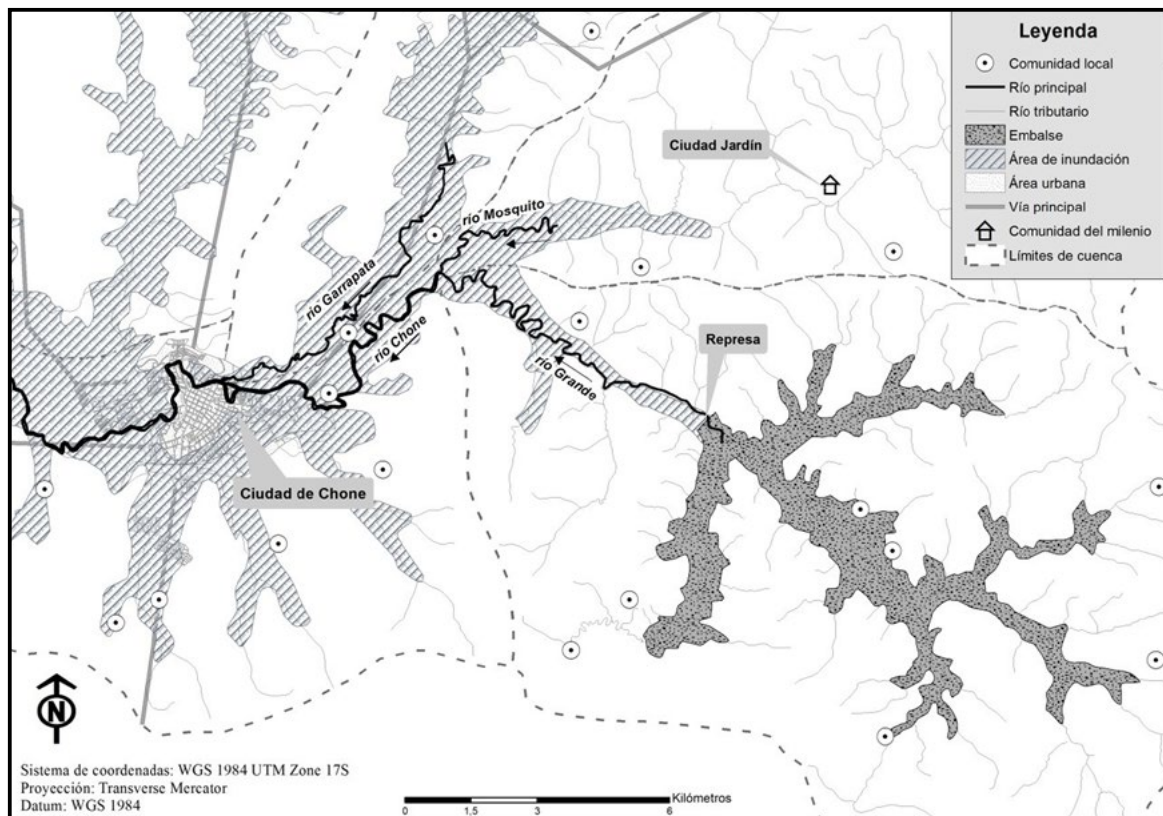 Leyenda
Comunidad local
Río principal
Río tributario
Embalse
Área de inundación
Área urbana
Vía principal
Comunidad del milenio
Límites de cuenca
Ciudad Jardín
río Mosquito
río Garrapata
río Chone
río Grande
Represa
Ciudad de Chone
N
Sistema de coordenadas: WGS 1984 UTM Zone 17S
Proyección: Transverse Mercator
Datum: WGS 1984
Kilómetros
0 1,5 3 6